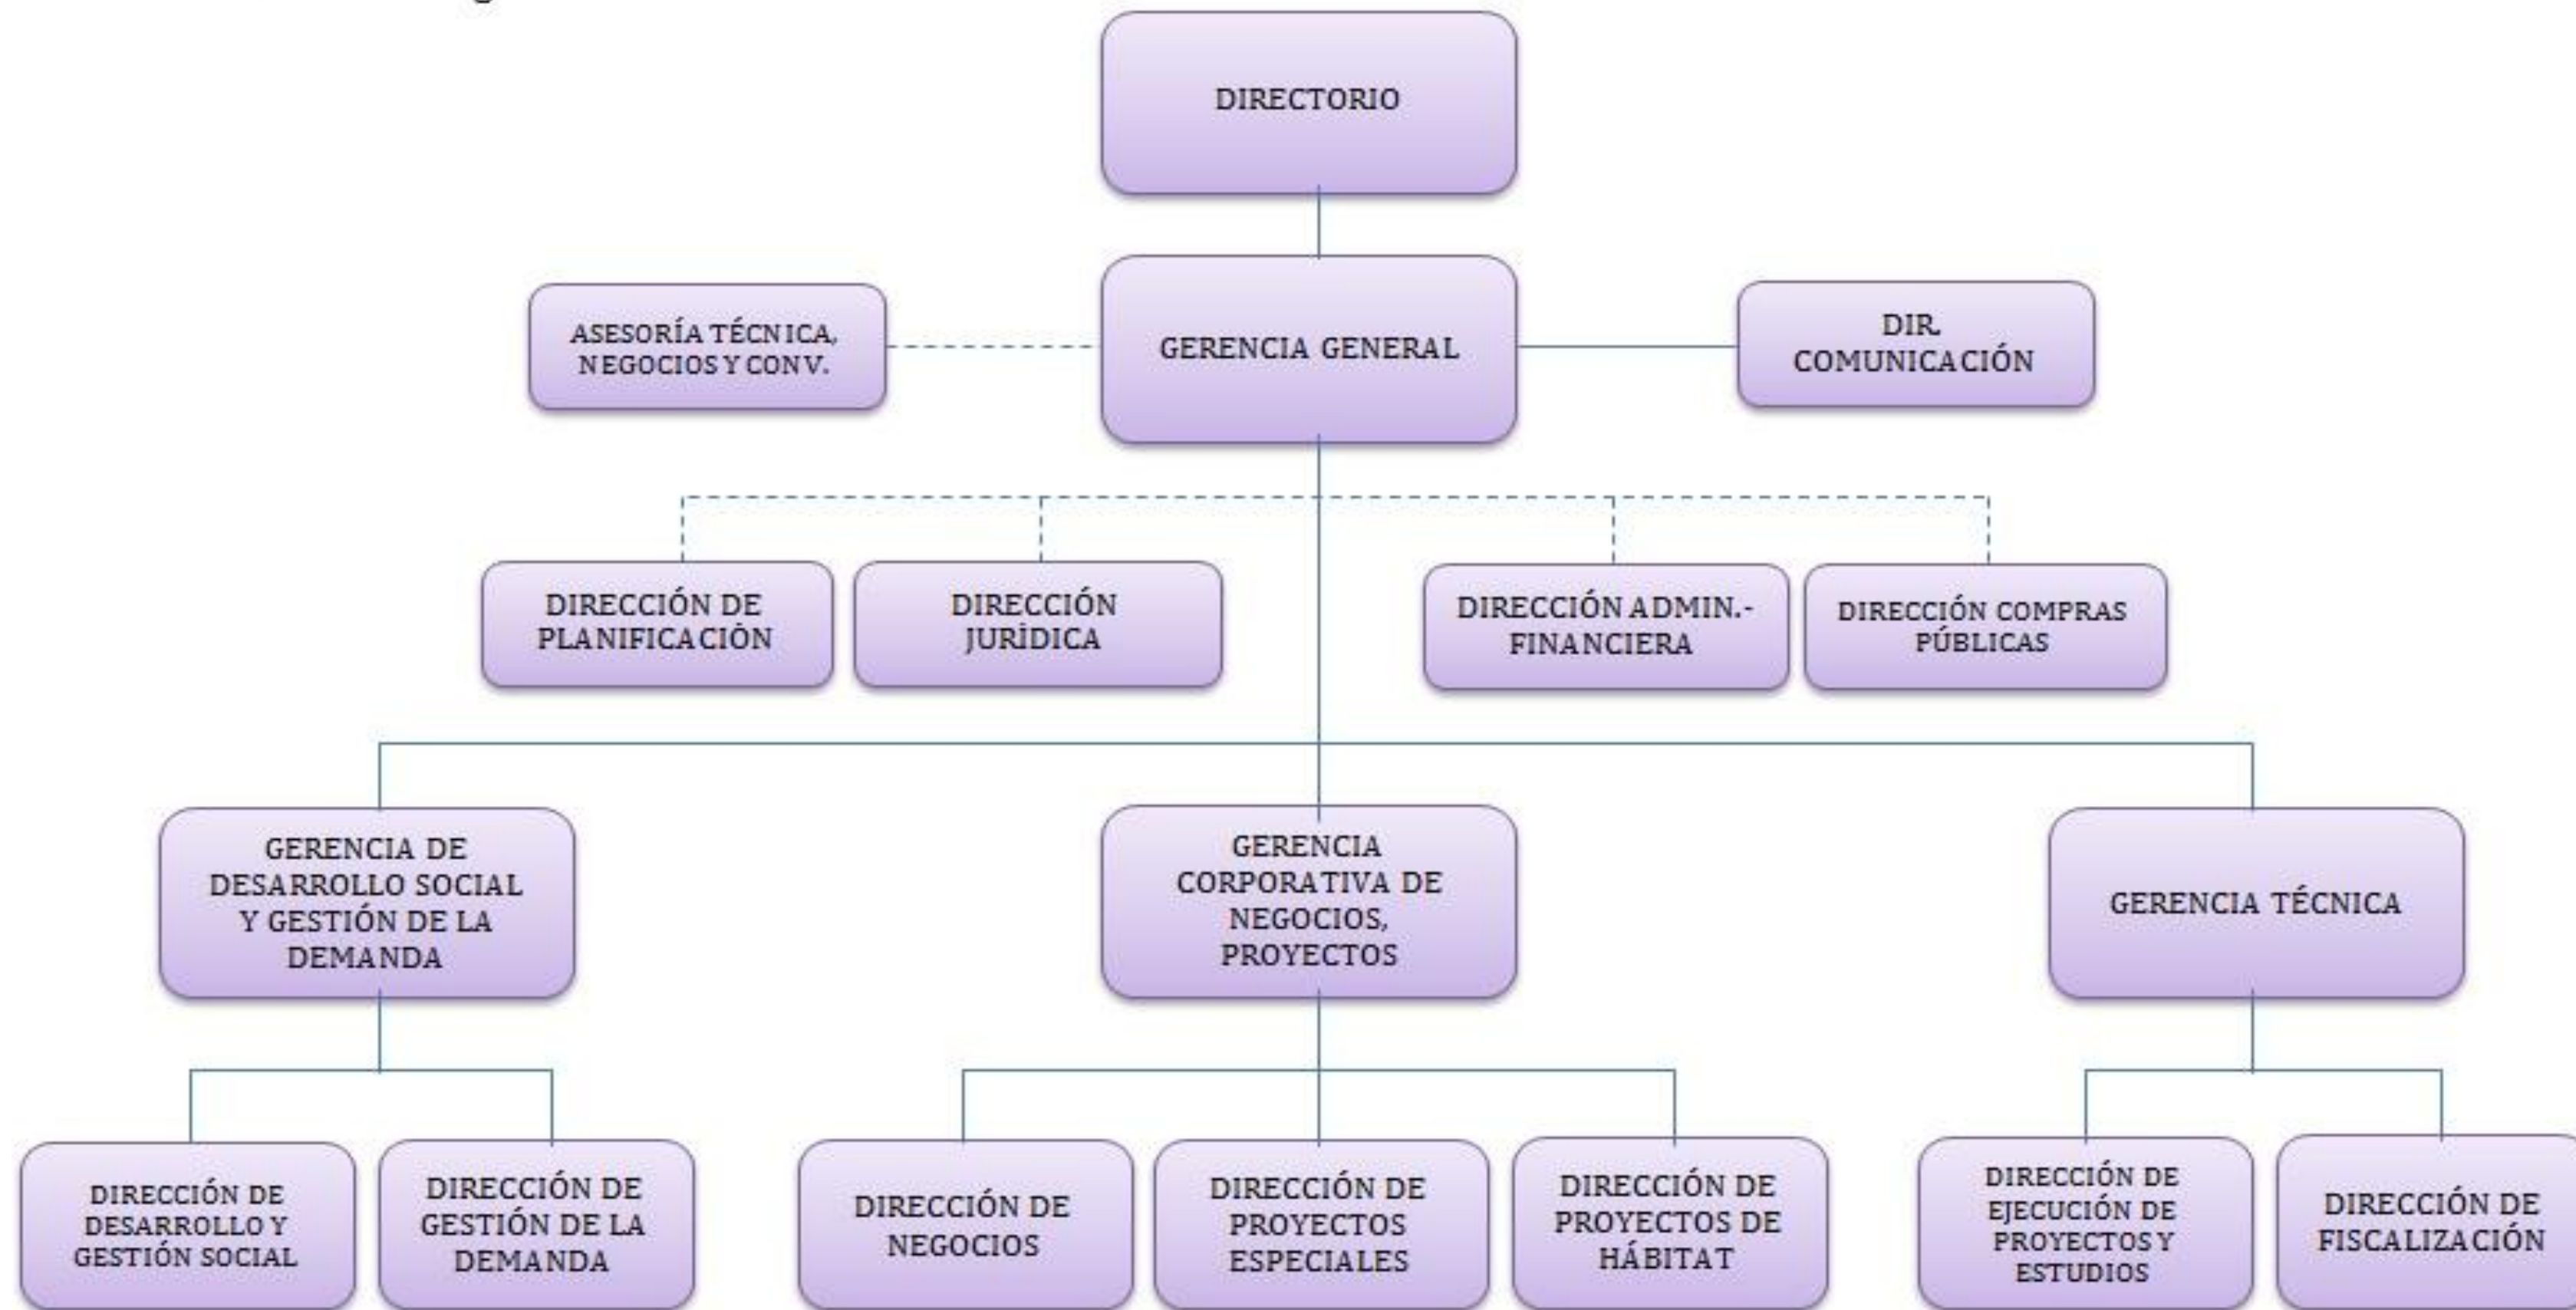 DIRECTORIO
ASESORÍA TÉCNICA,
NEGOCIOS Y CONV.
GERENCIA GENERAL
DIR.
COMUNICACIÓN
DIRECCIÓN DE
PLANIFICACIÓN
DIRECCIÓN
JURÍDICA
DIRECCIÓN ADMIN.-
FINANCIERA
DIRECCIÓN COMPRAS
PÚBLICAS
GERENCIA DE
DESARROLLO SOCIAL
Y GESTIÓN DE LA
DEMANDA
GERENCIA
CORPORATIVA DE
NEGOCIOS,
PROYECTOS
GERENCIA TÉCNICA
DIRECCIÓN DE
DESARROLLO Y
GESTIÓN SOCIAL
DIRECCIÓN DE
GESTIÓN DE LA
DEMANDA
DIRECCIÓN DE
NEGOCIOS
DIRECCIÓN DE
PROYECTOS
ESPECIALES
DIRECCIÓN DE
PROYECTOS DE
HÁBITAT
DIRECCIÓN DE
EJECUCIÓN DE
PROYECTOS Y
ESTUDIOS
DIRECCIÓN DE
FISCALIZACIÓN